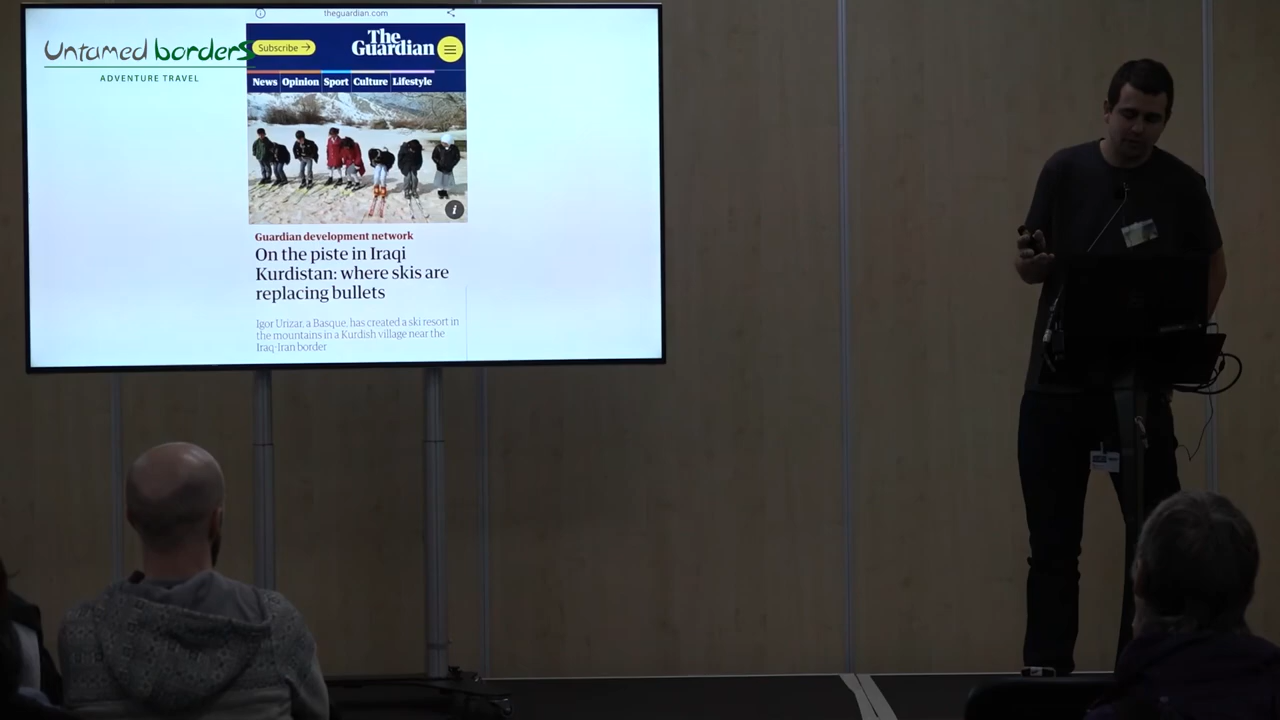 theguardian.com
Untamed borders
ADVENTURE TRAVEL
Subscribe →
The
Guardian
News Opinion Sport Culture Lifestyle
i
Guardian development network
On the piste in Iraqi
Kurdistan: where skis are
replacing bullets
Igor Urizar, a Basque, has created a ski resort in
the mountains in a Kurdish village near the
Iraq-Iran border